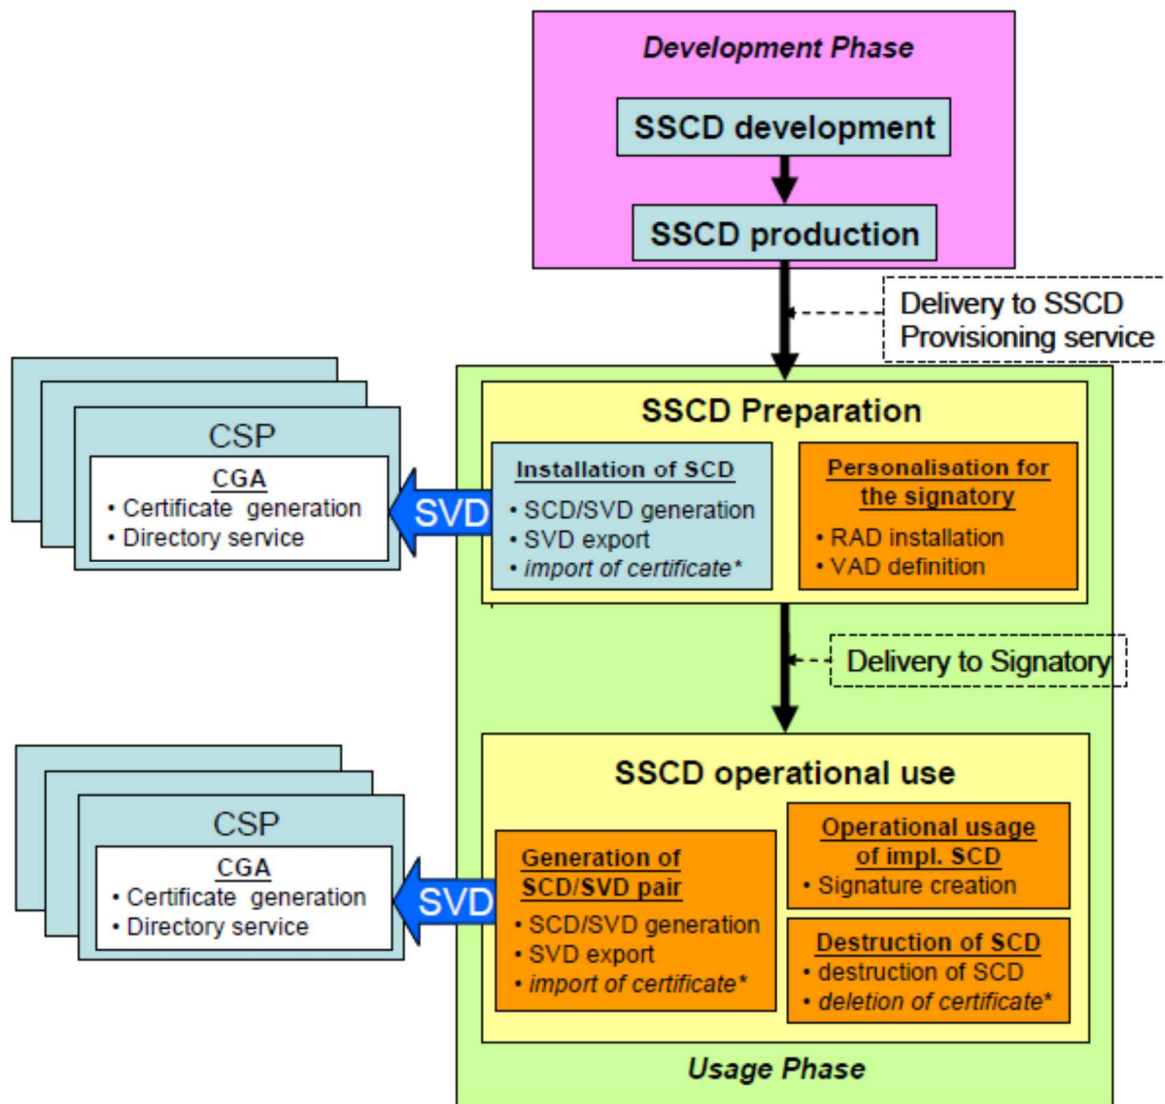 Development Phase
SSCD development
SSCD production
Delivery to SSCD
Provisioning service
SSCD Preparation
CSP
CGA
• Certificate generation
• Directory service
SVD
Installation of SCD
• SCD/SVD generation
• SVD export
• import of certificate*
Personalisation for
the signatory
• RAD installation
• VAD definition
Delivery to Signatory
SSCD operational use
CSP
CGA
• Certificate generation
• Directory service
SVD
Generation of
SCD/SVD pair
• SCD/SVD generation
• SVD export
• import of certificate*
Operational usage
of impl. SCD
• Signature creation
Destruction of SCD
• destruction of SCD
• deletion of certificate*
Usage Phase